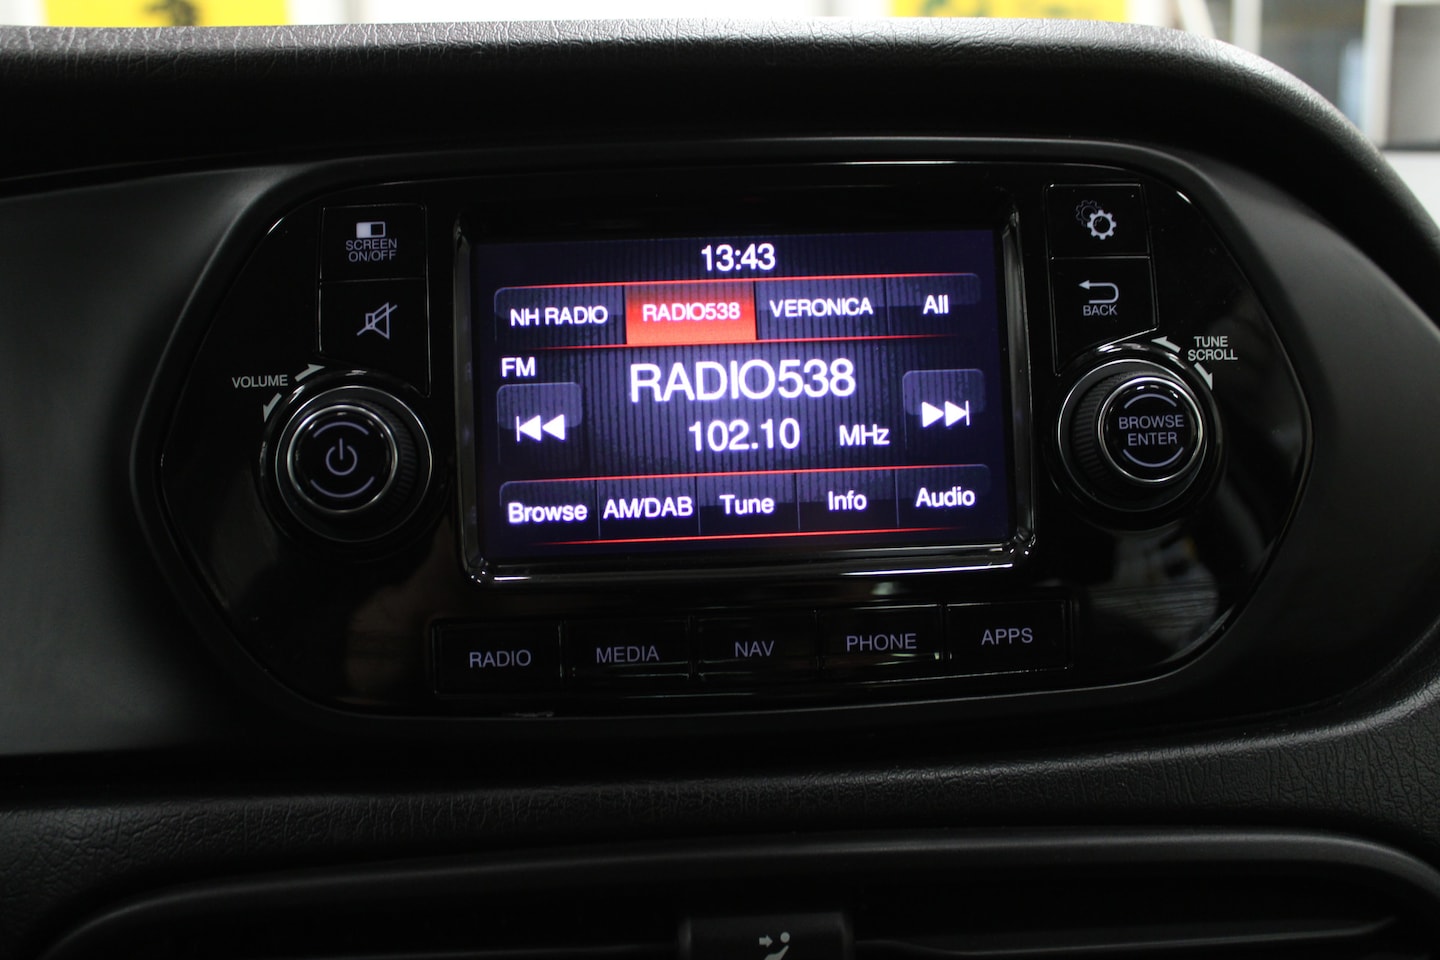 SCREEN
ON/OFF
VOLUME
13:43
NH RADIO RADIO538 VERONICA All
FM
RADIO538
102.10 MHz
Browse AM/DAB Tune Info Audio
BACK
TUNE
SCROLL
BROWSE
ENTER
RADIO MEDIA NAV PHONE APPS